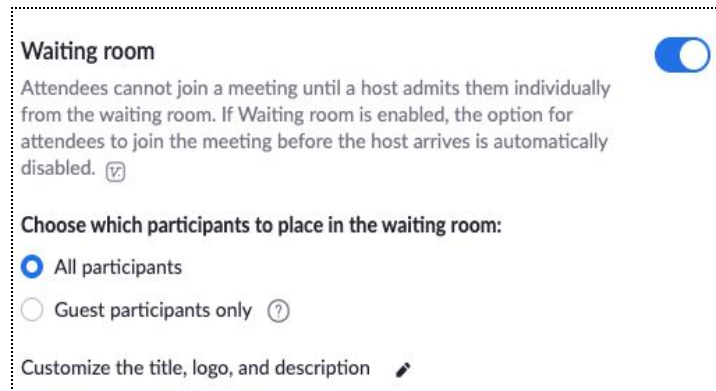 Waiting room
Attendees cannot join a meeting until a host admits them individually
from the waiting room. If Waiting room is enabled, the option for
attendees to join the meeting before the host arrives is automatically
disabled.
Choose which participants to place in the waiting room:
All participants
Guest participants only ?
Customize the title, logo, and description